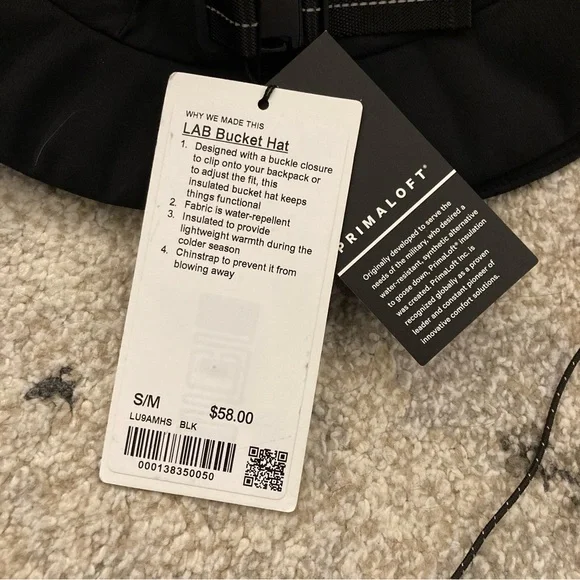 WHY WE MADE THIS
LAB Bucket Hat
1. Designed with a buckle closure
to clip onto your backpack or
to adjust the fit, this
insulated bucket hat keeps
things functional
2. Fabric is water-repellent
3. Insulated to provide
lightweight warmth during the
colder season
4. Chinstrap to prevent it from
blowing away
S/M $58.00
LU9AMHS BLK
000138350050
PRIMALOFT®
Originally developed to serve the
needs of the military, who desired a
water-resistant, synthetic alternative
to goose down, PrimaLoft® insulation
was created. PrimaLoft Inc. is
recognized globally as a proven
leader and constant pioneer of
innovative comfort solutions.